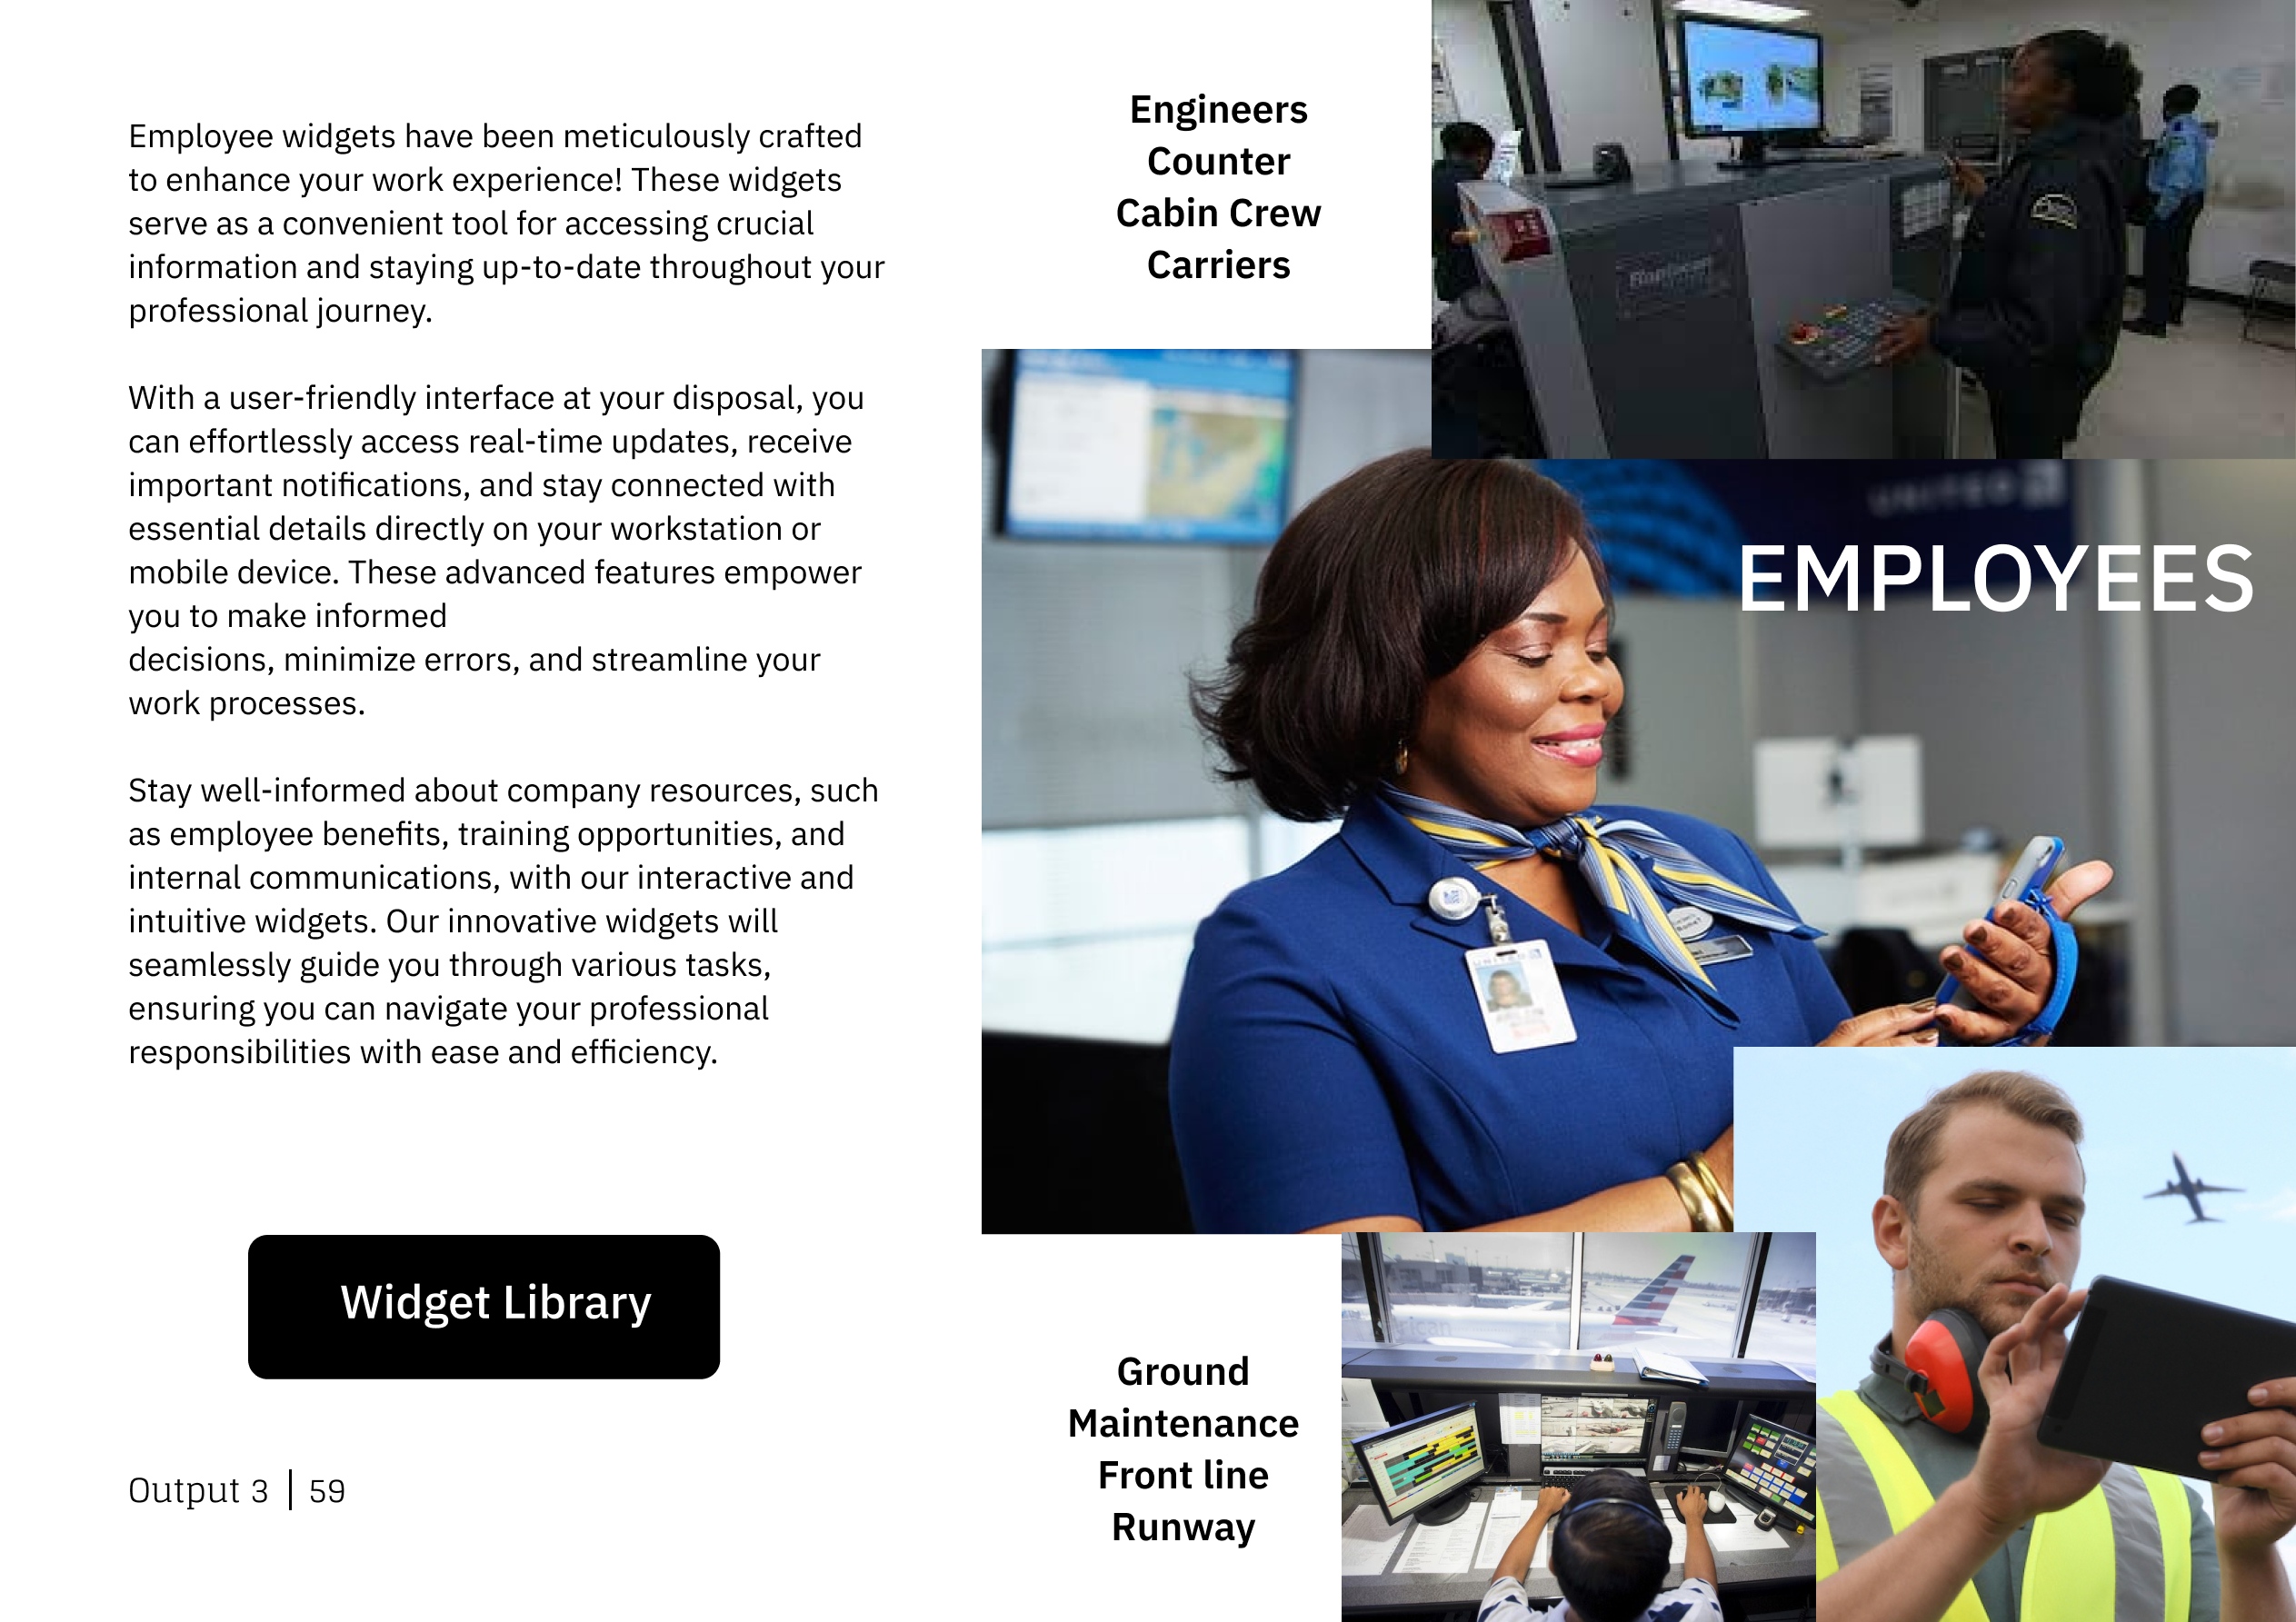 Employee widgets have been meticulously crafted
to enhance your work experience! These widgets
serve as a convenient tool for accessing crucial
information and staying up-to-date throughout your
professional journey.
With a user-friendly interface at your disposal, you
can effortlessly access real-time updates, receive
important notifications, and stay connected with
essential details directly on your workstation or
mobile device. These advanced features empower
you to make informed
decisions, minimize errors, and streamline your
work processes.
Stay well-informed about company resources, such
as employee benefits, training opportunities, and
internal communications, with our interactive and
intuitive widgets. Our innovative widgets will
seamlessly guide you through various tasks,
ensuring you can navigate your professional
responsibilities with ease and efficiency.
Widget Library
Output 3 | 59
Engineers
Counter
Cabin Crew
Carriers
Rapiscan
UNITED
EMPLOYEES
UNITED
Ground
Maintenance
Front line
Runway